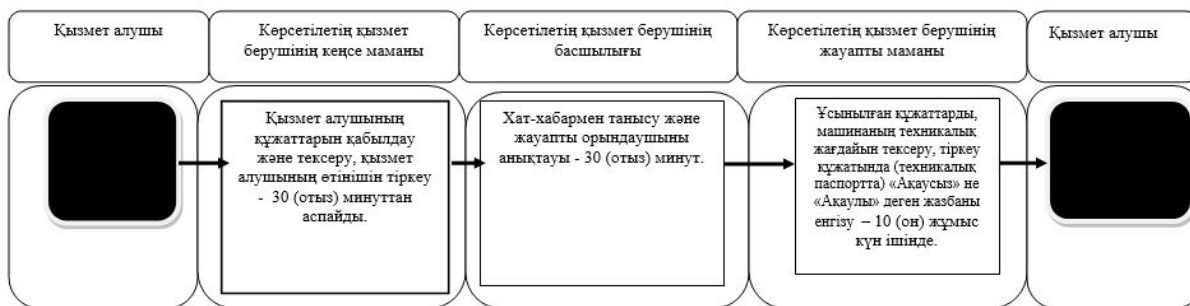 Қызмет алушы
Көрсетілетің қызмет
берушінің кеңсе маманы
Көрсетілетің қызмет берушінің
басшылығы
Көрсетілетің қызмет берушінің
жауапты маманы
Қызмет алушы
Қызмет алушының
құжаттарын қабылдау
және тексеру, қызмет
алушының өтінішін тіркеу
- 30 (отыз) минуттан
аспайды.
Хат-хабармен танысу және
жауапты орындаушыны
анықтауы - 30 (отыз) минут.
Ұсынылған құжаттарды,
машинаның техникалық
жағдайын тексеру, тіркеу
құжатында (техникалық
паспортта) «Ақаусыз» не
«Ақаулы» деген жазбаны
енгізу – 10 (он) жұмыс
күн ішінде.